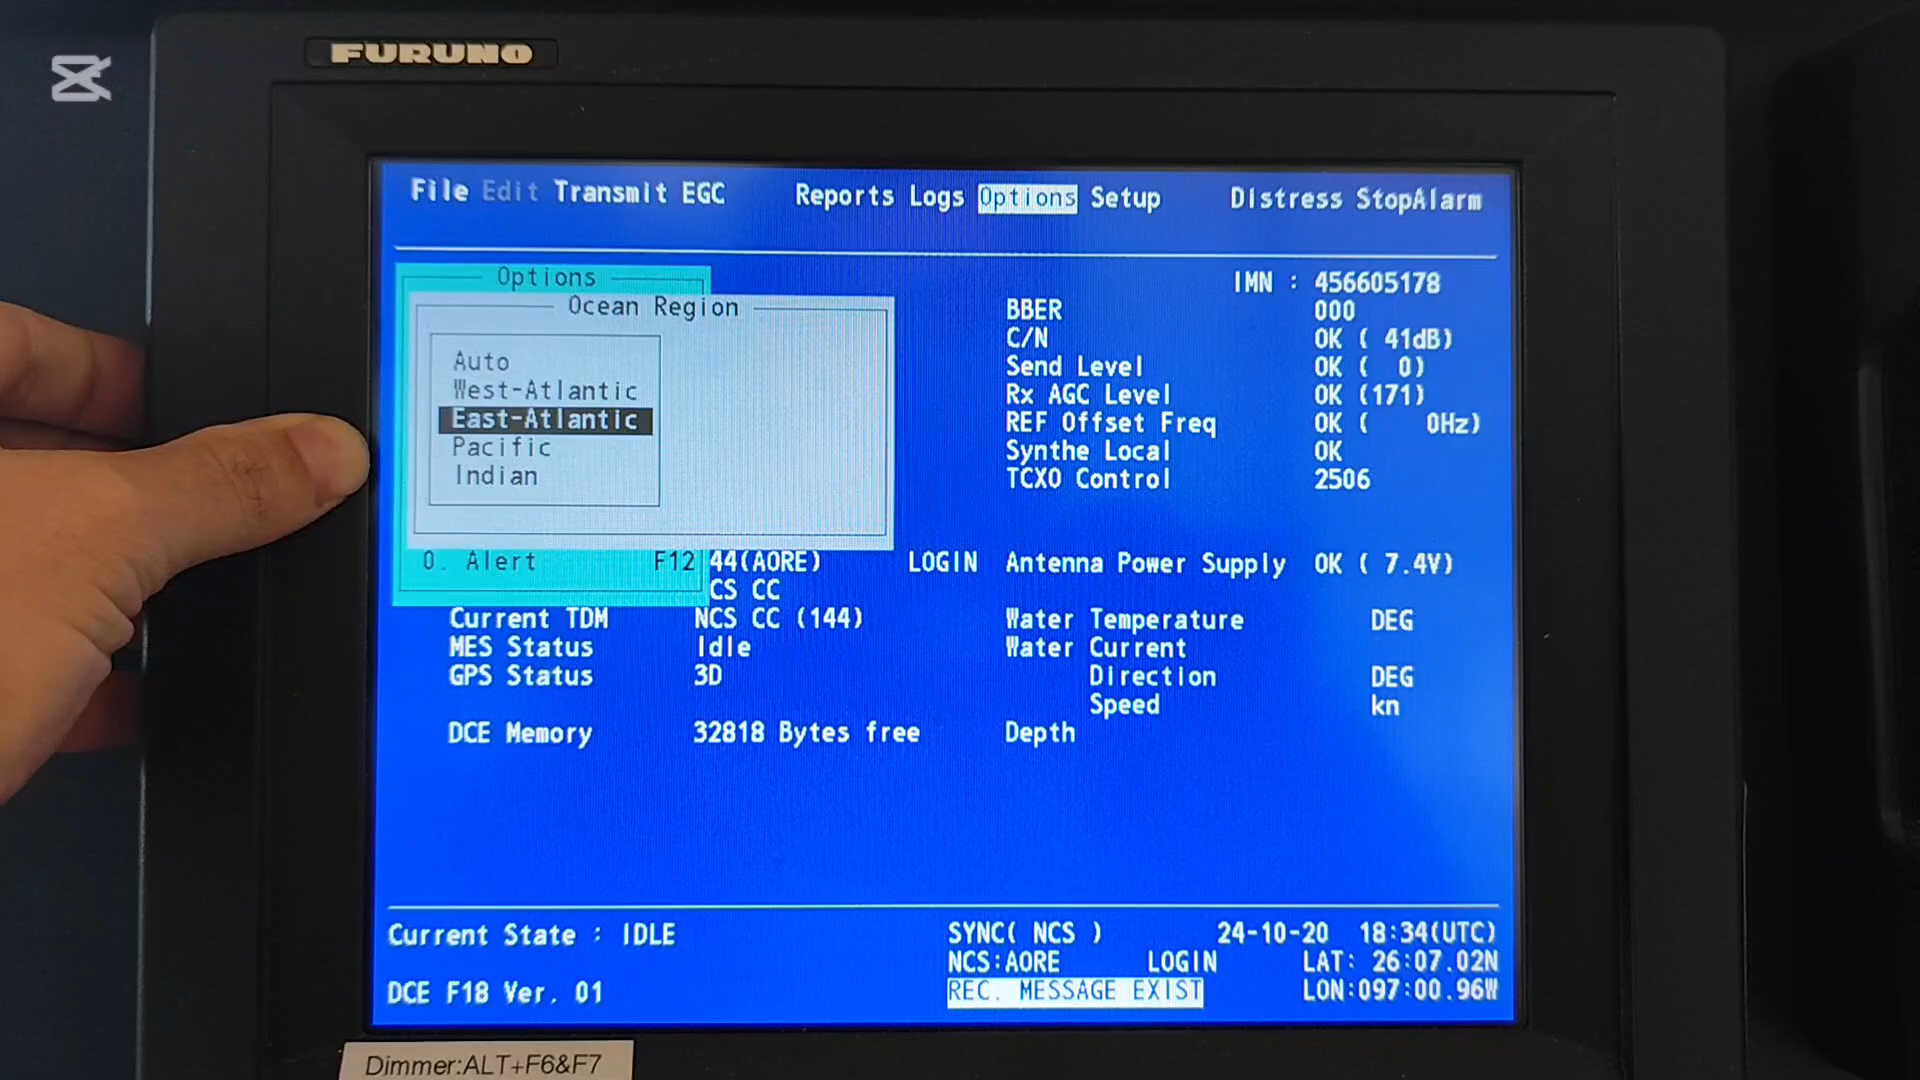 FURUNO
File Edit Transmit EGC Reports Logs Options Setup Distress StopAlarm
Options
Ocean Region
Auto
West-Atlantic
East-Atlantic
Pacific
Indian
0. Alert F12
IMN : 456605178
BBER 000
C/N OK ( 41dB)
Send Level OK ( 0)
Rx AGC Level OK (171)
REF Offset Freq OK ( 0Hz)
Synthe Local OK
TCXO Control 2506
44(AORE) LOGIN Antenna Power Supply OK ( 7.4V)
CS CC
Current TDM NCS CC (144) Water Temperature DEG
MES Status Idle Water Current
GPS Status 3D Direction DEG
Speed kn
DCE Memory 32818 Bytes free Depth
Current State : IDLE SYNC( NCS ) 24-10-20 18:34(UTC)
NCS:AORE LOGIN LAT: 26:07.02N
DCE F18 Ver. 01 REC. MESSAGE EXIST LON:097:00.96W
Dimmer:ALT+F6&F7